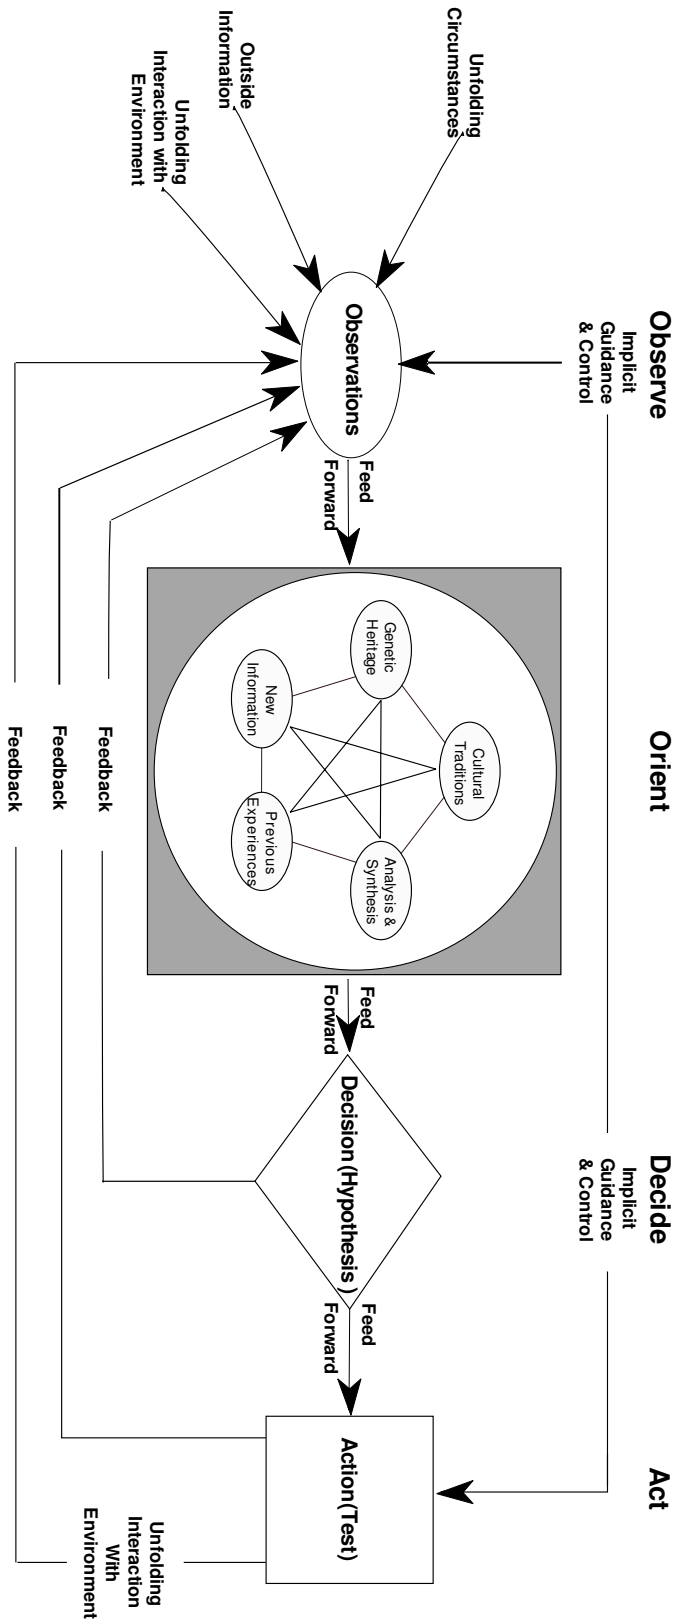 Observe
Orient
Decide
Act
Implicit
Guidance
& Control
Implicit
Guidance
& Control
Unfolding
Circumstances
Outside
Information
Unfolding
Interaction with
Environment
Observations
Feed
Forward
Cultural
Traditions
Genetic
Heritage
Analysis &
Synthesis
New
Information
Previous
Experiences
Feed
Forward
Decision (Hypothesis )
Feed
Forward
Action (Test)
Feedback
Feedback
Feedback
Unfolding
Interaction
With
Environment